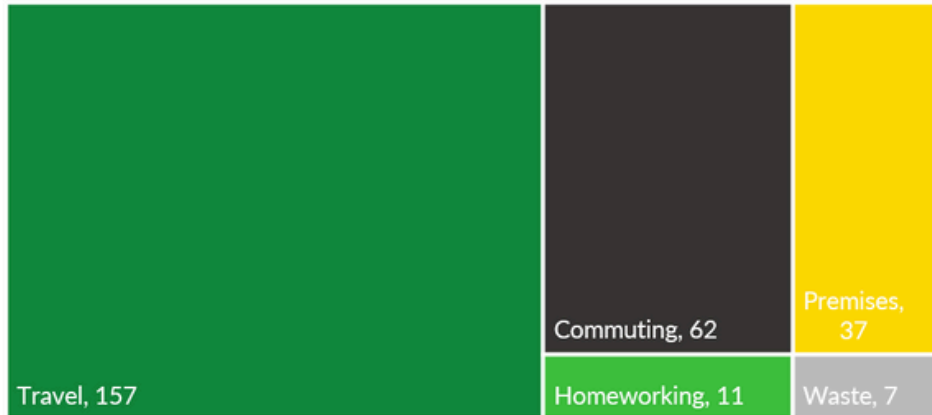 Travel, 157
Commuting, 62
Premises,
37
Homeworking, 11
Waste, 7